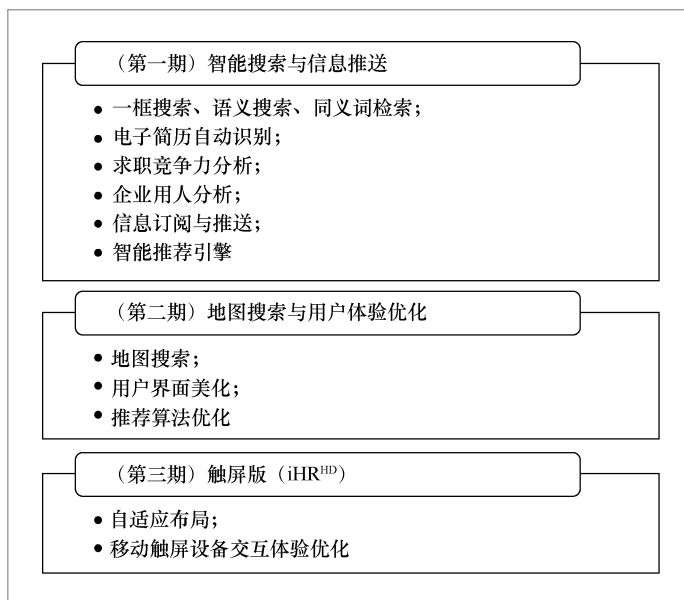 （第一期）智能搜索与信息推送
● 一框搜索、语义搜索、同义词检索；
● 电子简历自动识别；
● 求职竞争力分析；
● 企业用人分析；
● 信息订阅与推送；
● 智能推荐引擎
（第二期）地图搜索与用户体验优化
● 地图搜索；
● 用户界面美化；
● 推荐算法优化
（第三期）触屏版（iHRᴴᴰ）
● 自适应布局；
● 移动触屏设备交互体验优化